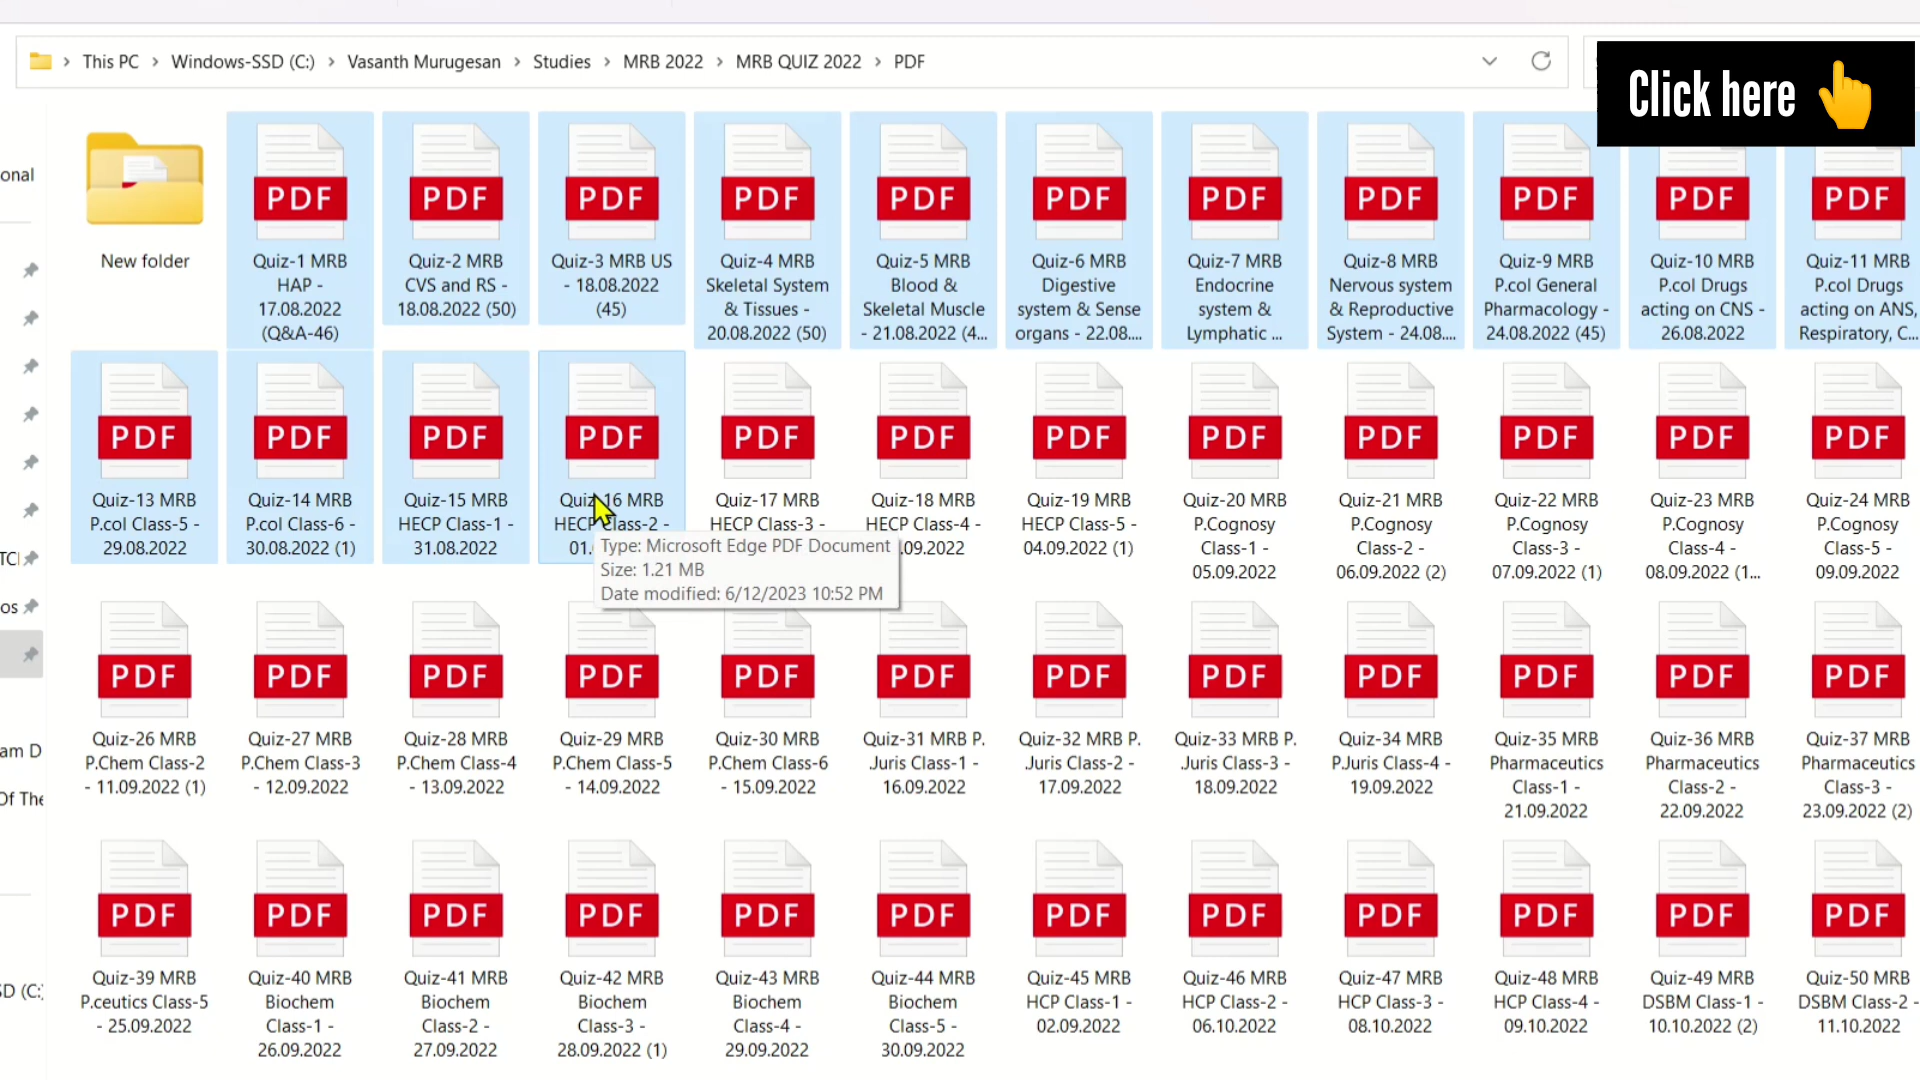 This PC > Windows-SSD (C:) > Vasanth Murugesan > Studies > MRB 2022 > MRB QUIZ 2022 > PDF
Click here
onal
TCI
os
am D
Of The
SD (C:
New folder
PDF
Quiz-1 MRB
HAP -
17.08.2022
(Q&A-46)
PDF
Quiz-2 MRB
CVS and RS -
18.08.2022 (50)
PDF
Quiz-3 MRB US
- 18.08.2022
(45)
PDF
Quiz-4 MRB
Skeletal System
& Tissues -
20.08.2022 (50)
PDF
Quiz-5 MRB
Blood &
Skeletal Muscle
- 21.08.2022 (4...
PDF
Quiz-6 MRB
Digestive
system & Sense
organs - 22.08....
PDF
Quiz-7 MRB
Endocrine
system &
Lymphatic ...
PDF
Quiz-8 MRB
Nervous system
& Reproductive
System - 24.08....
PDF
Quiz-9 MRB
P.col General
Pharmacology -
24.08.2022 (45)
PDF
Quiz-10 MRB
P.col Drugs
acting on CNS -
26.08.2022
PDF
Quiz-11 MRB
P.col Drugs
acting on ANS,
Respiratory, C...
PDF
Quiz-13 MRB
P.col Class-5 -
29.08.2022
PDF
Quiz-14 MRB
P.col Class-6 -
30.08.2022 (1)
PDF
Quiz-15 MRB
HECP Class-1 -
31.08.2022
PDF
Quiz-16 MRB
HECP Class-2 -
01.
Type: Microsoft Edge PDF Document
Size: 1.21 MB
Date modified: 6/12/2023 10:52 PM
PDF
Quiz-17 MRB
HECP Class-3 -
PDF
Quiz-18 MRB
HECP Class-4 -
.09.2022
PDF
Quiz-19 MRB
HECP Class-5 -
04.09.2022 (1)
PDF
Quiz-20 MRB
P.Cognosy
Class-1 -
05.09.2022
PDF
Quiz-21 MRB
P.Cognosy
Class-2 -
06.09.2022 (2)
PDF
Quiz-22 MRB
P.Cognosy
Class-3 -
07.09.2022 (1)
PDF
Quiz-23 MRB
P.Cognosy
Class-4 -
08.09.2022 (1...
PDF
Quiz-24 MRB
P.Cognosy
Class-5 -
09.09.2022
PDF
Quiz-26 MRB
P.Chem Class-2
- 11.09.2022 (1)
PDF
Quiz-27 MRB
P.Chem Class-3
- 12.09.2022
PDF
Quiz-28 MRB
P.Chem Class-4
- 13.09.2022
PDF
Quiz-29 MRB
P.Chem Class-5
- 14.09.2022
PDF
Quiz-30 MRB
P.Chem Class-6
- 15.09.2022
PDF
Quiz-31 MRB P.
.Juris Class-1 -
16.09.2022
PDF
Quiz-32 MRB P.
.Juris Class-2 -
17.09.2022
PDF
Quiz-33 MRB P.
.Juris Class-3 -
18.09.2022
PDF
Quiz-34 MRB
P.Juris Class-4 -
19.09.2022
PDF
Quiz-35 MRB
Pharmaceutics
Class-1 -
21.09.2022
PDF
Quiz-36 MRB
Pharmaceutics
Class-2 -
22.09.2022
PDF
Quiz-37 MRB
Pharmaceutics
Class-3 -
23.09.2022 (2)
PDF
Quiz-39 MRB
P.ceutics Class-5
- 25.09.2022
PDF
Quiz-40 MRB
Biochem
Class-1 -
26.09.2022
PDF
Quiz-41 MRB
Biochem
Class-2 -
27.09.2022
PDF
Quiz-42 MRB
Biochem
Class-3 -
28.09.2022 (1)
PDF
Quiz-43 MRB
Biochem
Class-4 -
29.09.2022
PDF
Quiz-44 MRB
Biochem
Class-5 -
30.09.2022
PDF
Quiz-45 MRB
HCP Class-1 -
02.09.2022
PDF
Quiz-46 MRB
HCP Class-2 -
06.10.2022
PDF
Quiz-47 MRB
HCP Class-3 -
08.10.2022
PDF
Quiz-48 MRB
HCP Class-4 -
09.10.2022
PDF
Quiz-49 MRB
DSBM Class-1 -
10.10.2022 (2)
PDF
Quiz-50 MRB
DSBM Class-2 -
11.10.2022